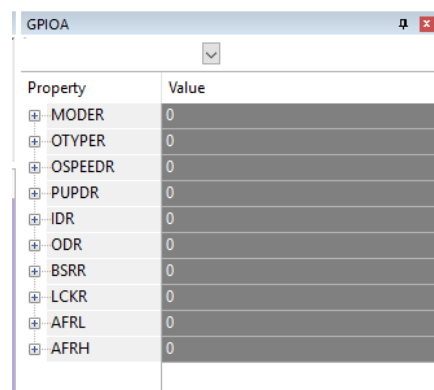 GPIOA
Property Value
MODER 0
OTYPER 0
OSPEEDR 0
PUPDR 0
IDR 0
ODR 0
BSRR 0
LCKR 0
AFRL 0
AFRH 0